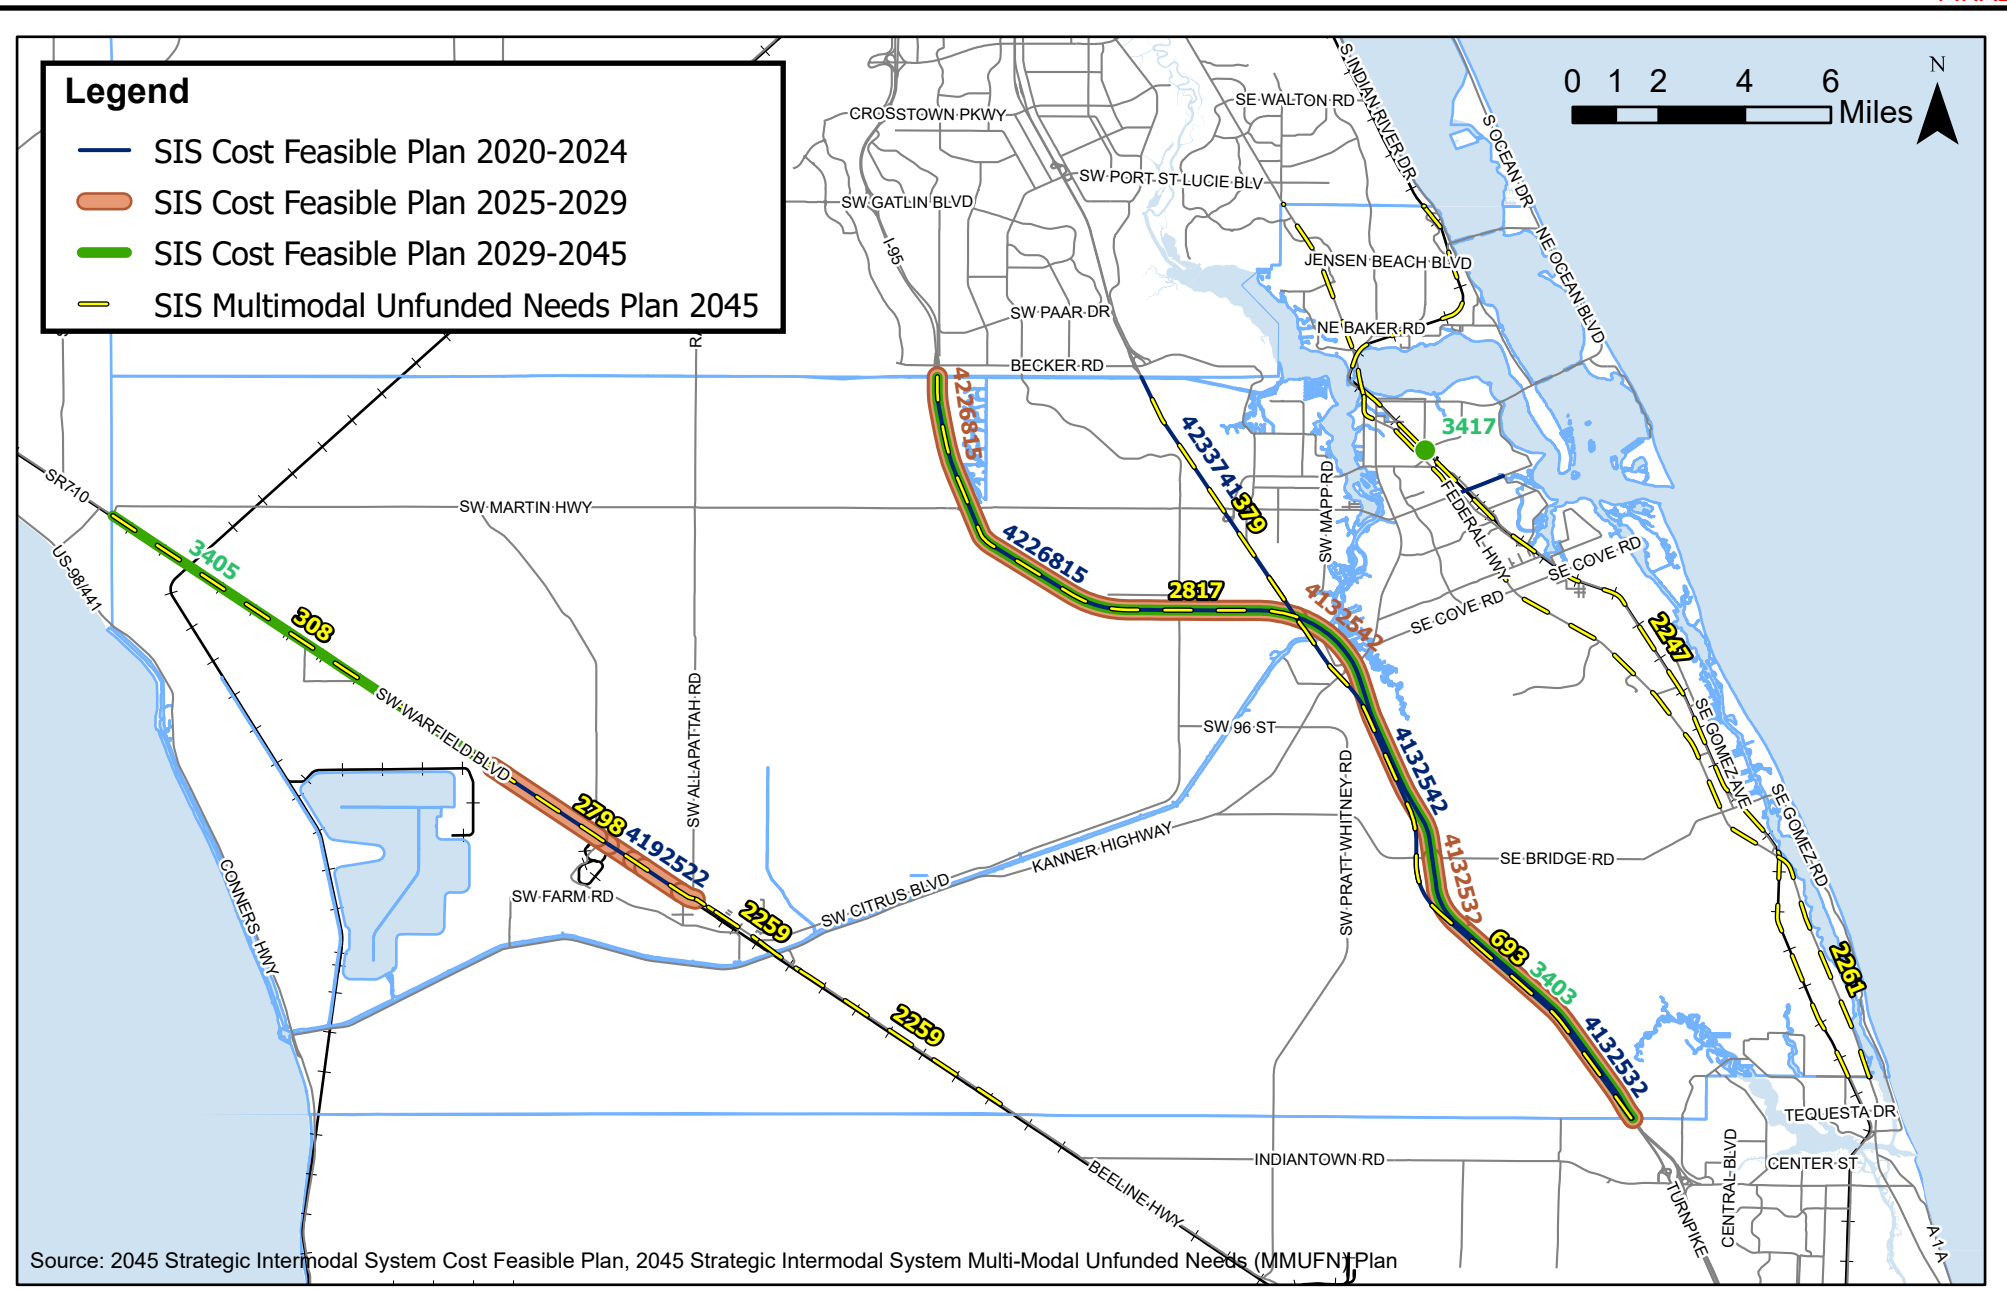 Legend
SIS Cost Feasible Plan 2020-2024
SIS Cost Feasible Plan 2025-2029
SIS Cost Feasible Plan 2029-2045
SIS Multimodal Unfunded Needs Plan 2045
0 1 2 4 6
Miles
N
S INDIAN RIVER DR
S OCEAN DR
SE WALTON RD
CROSSTOWN PKWY
SW PORT ST LUCIE BLV
SW GATLIN BLVD
I-95
NE OCEAN BLVD
JENSEN BEACH BLVD
SW PAAR DR
NE BAKER RD
BECKER RD
4226815
4233741
379
3417
SW MAPP RD
FEDERAL HWY
SR710
SW MARTIN HWY
US-98/441
3405
4226815
2817
4132542
SE COVE RD
SE COVE RD
308
2247
SW WARFIELD BLVD
SW ALLAPATTAH RD
SW 96 ST
4132542
SW PRATT WHITNEY RD
SE GOMEZ AVE
SE GOMEZ RD
2798
4192522
KANNER HIGHWAY
4132532
SE BRIDGE RD
CONNERS HWY
SW FARM RD
2259
SW CITRUS BLVD
693
3403
2261
2259
4132532
TEQUESTA DR
INDIANTOWN RD
CENTER ST
CENTRAL BLVD
BEELINE HWY
TURNPIKE
A 1 A
Source: 2045 Strategic Intermodal System Cost Feasible Plan, 2045 Strategic Intermodal System Multi-Modal Unfunded Needs (MMUFN) Plan